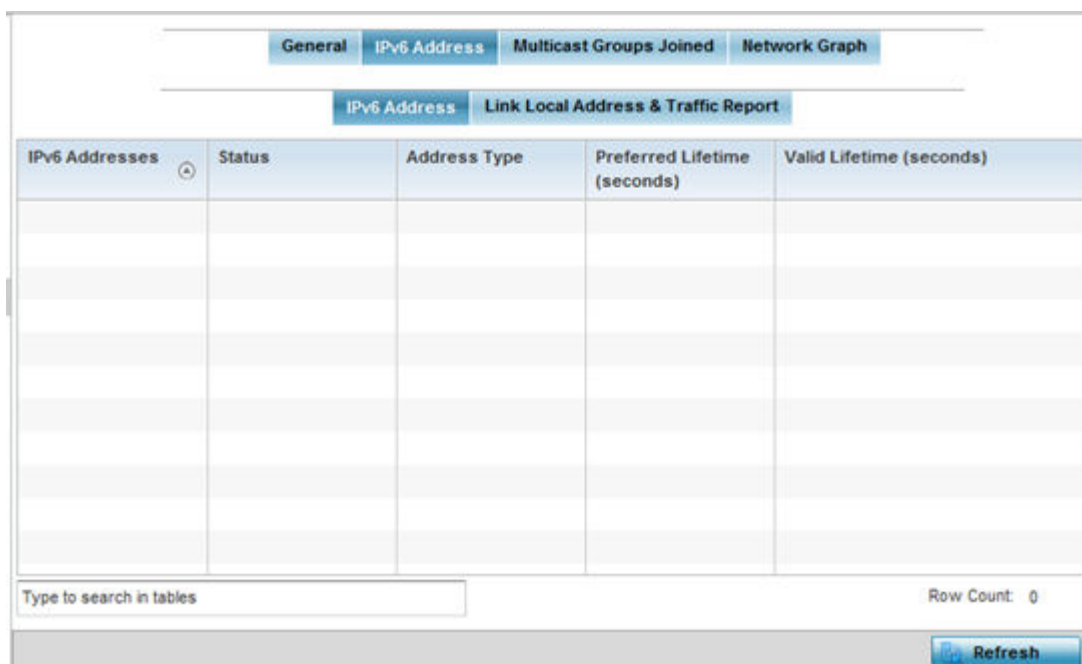 General IPv6 Address Multicast Groups Joined Network Graph
IPv6 Address Link Local Address & Traffic Report
IPv6 Addresses Status Address Type Preferred Lifetime (seconds) Valid Lifetime (seconds)
Type to search in tables Row Count: 0
Refresh